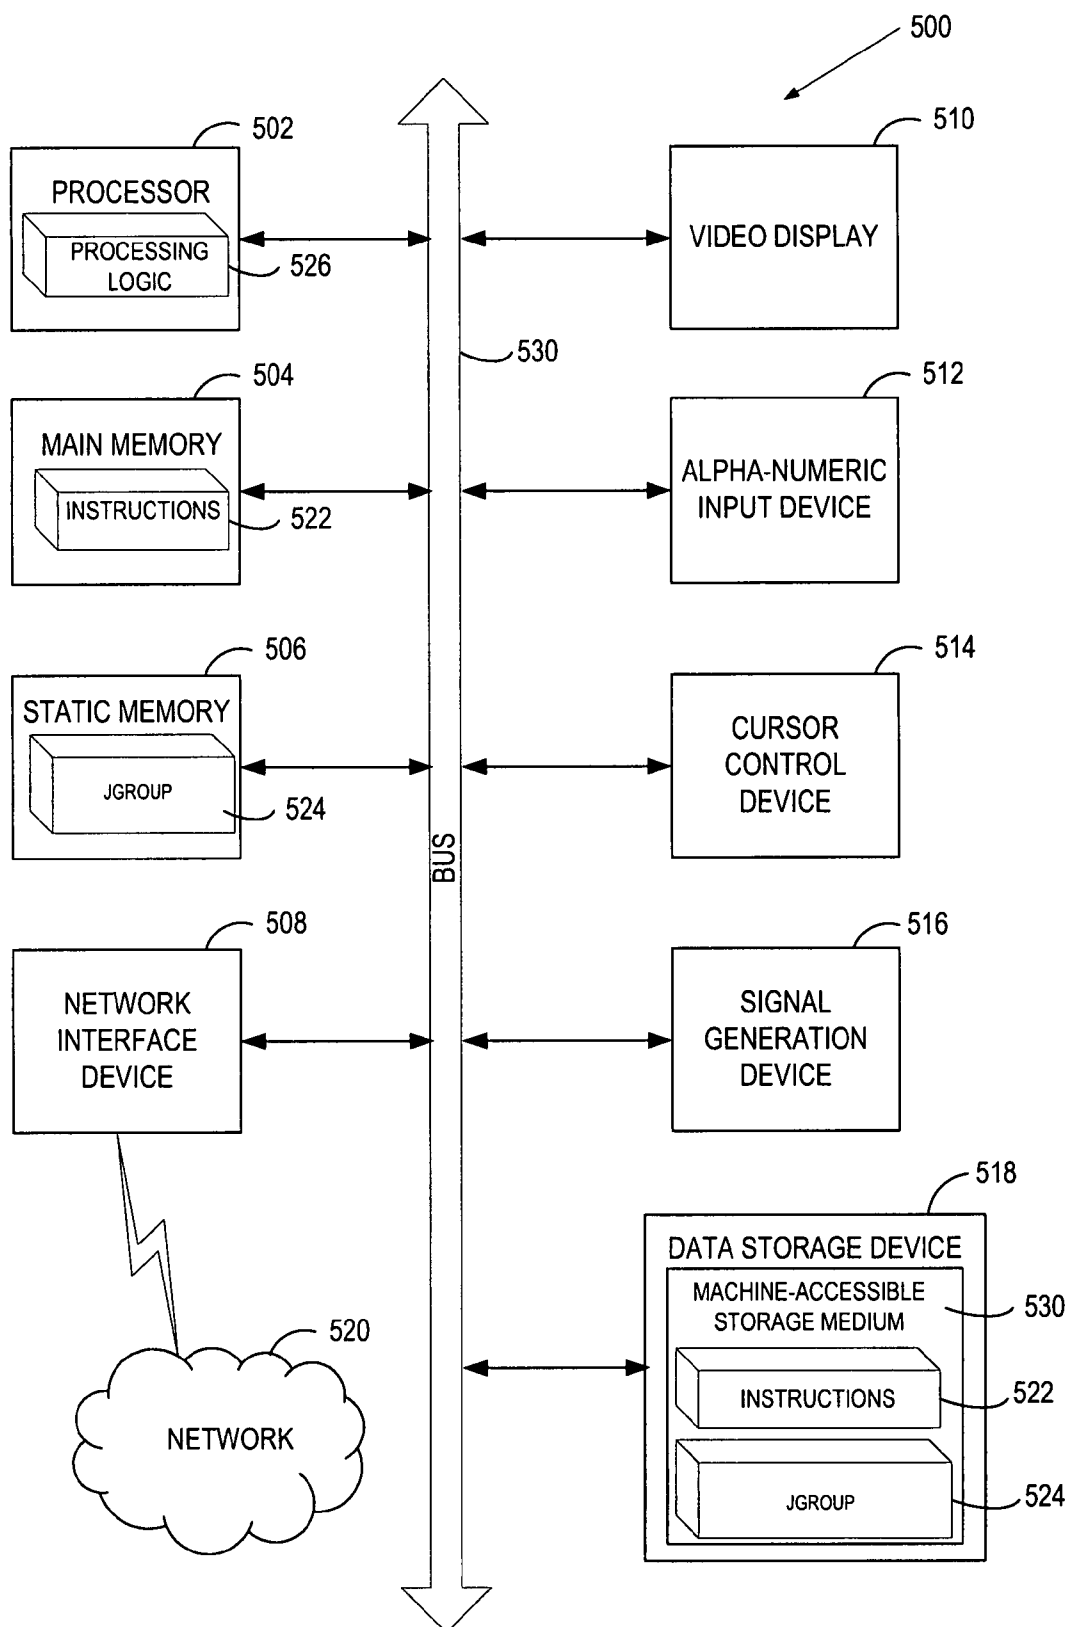 500
502
PROCESSOR
PROCESSING
LOGIC
526
510
VIDEO DISPLAY
530
504
MAIN MEMORY
INSTRUCTIONS
522
512
ALPHA-NUMERIC
INPUT DEVICE
506
STATIC MEMORY
JGROUP
524
514
CURSOR
CONTROL
DEVICE
BUS
508
NETWORK
INTERFACE
DEVICE
516
SIGNAL
GENERATION
DEVICE
520
NETWORK
518
DATA STORAGE DEVICE
MACHINE-ACCESSIBLE
STORAGE MEDIUM
530
INSTRUCTIONS
522
JGROUP
524